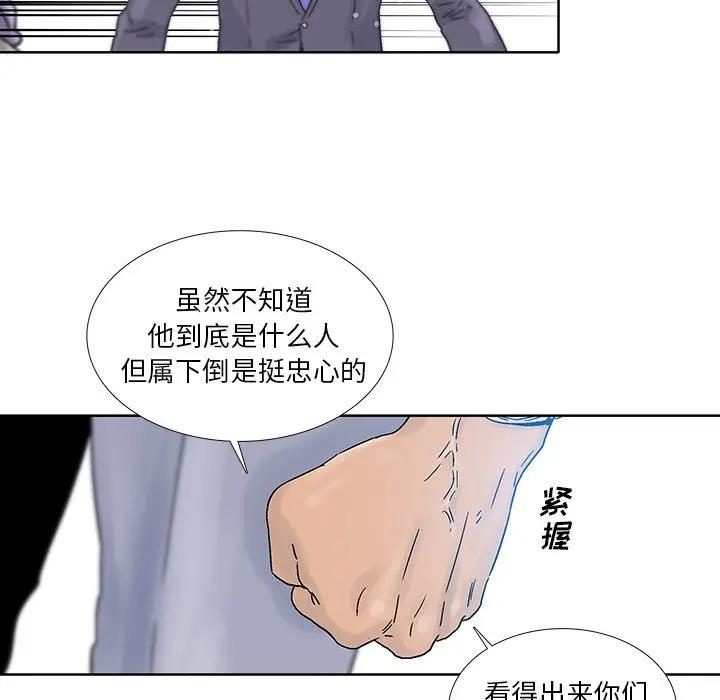 虽然不知道
他到底是什么人
但属下倒是挺忠心的
紧握
看得出来你们